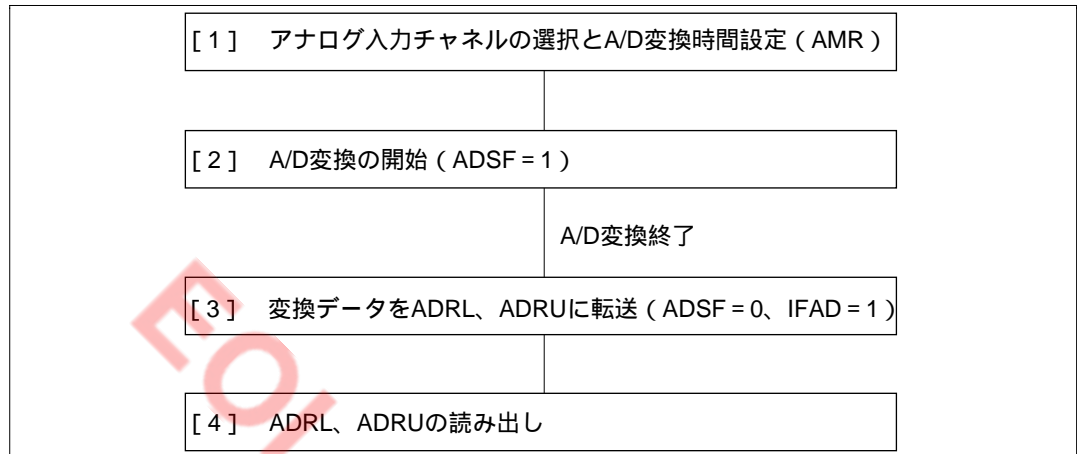 [ 1 ] アナログ入力チャネルの選択とA/D変換時間設定 ( AMR )
[ 2 ] A/D変換の開始 ( ADSF = 1 )
A/D変換終了
[ 3 ] 変換データをADRL、ADRUに転送 ( ADSF = 0、IFAD = 1 )
[ 4 ] ADRL、ADRUの読み出し